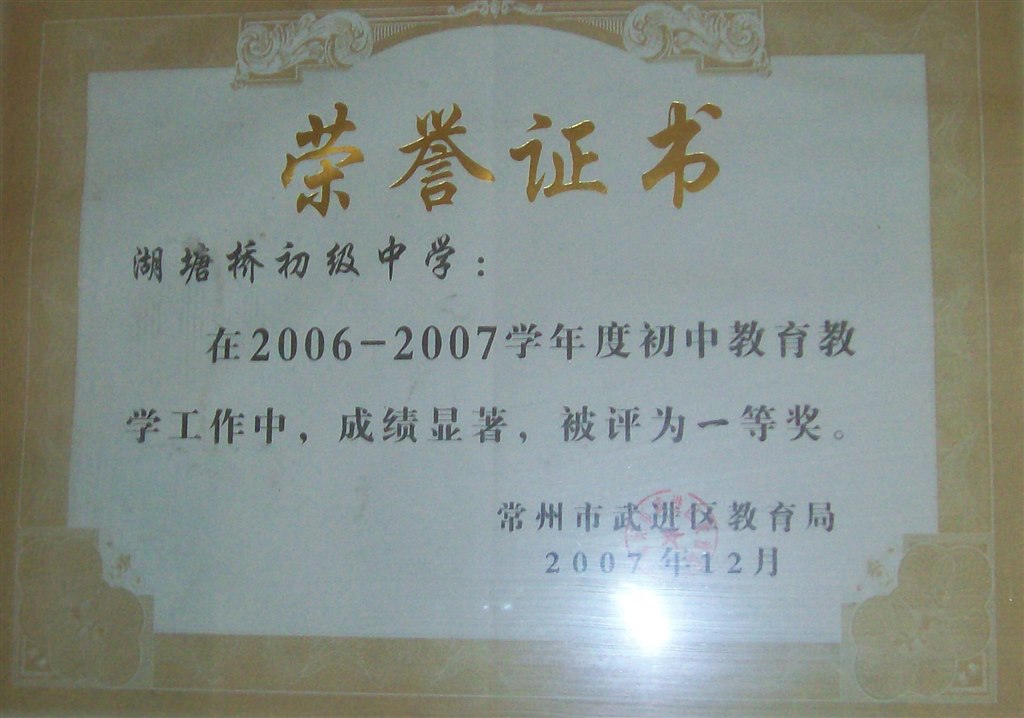 荣誉证书
湖塘桥初级中学：
在2006-2007学年度初中教育教
学工作中，成绩显著，被评为一等奖。
常州市武进区教育局
2007年12月